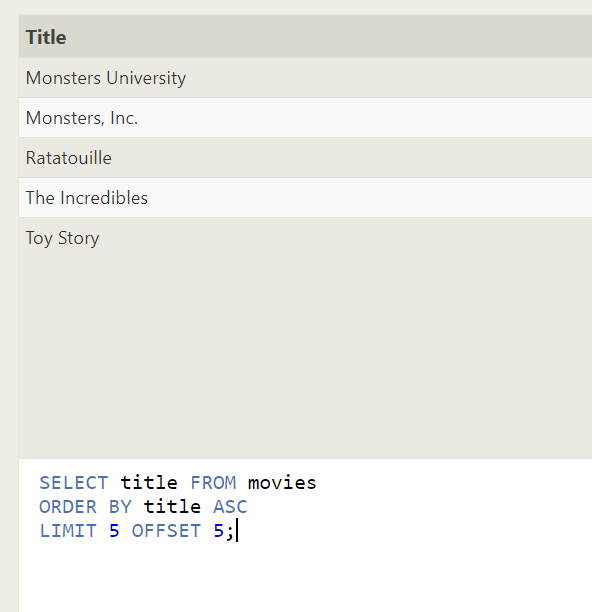 Title
Monsters University
Monsters, Inc.
Ratatouille
The Incredibles
Toy Story
SELECT title FROM movies
ORDER BY title ASC
LIMIT 5 OFFSET 5;